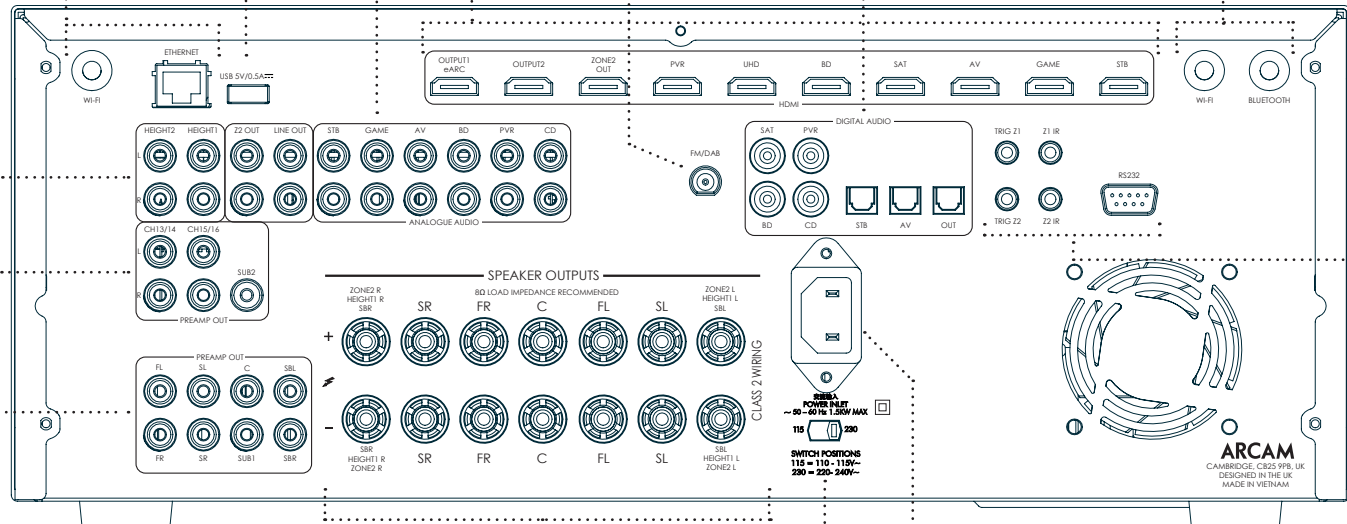 ETHERNET
USB 5V/0.5A
WI-FI
OUTPUT1
eARC
OUTPUT2
ZONE2
OUT
PVR
UHD
BD
SAT
AV
GAME
STB
HDMI
WI-FI
BLUETOOTH
HEIGHT2
HEIGHT1
Z2 OUT
LINE OUT
STB
GAME
AV
BD
PVR
CD
L
R
ANALOGUE AUDIO
FM/DAB
DIGITAL AUDIO
SAT
PVR
BD
CD
STB
AV
OUT
TRIG Z1
Z1 IR
TRIG Z2
Z2 IR
RS232
CH13/14
CH15/16
L
R
SUB2
PREAMP OUT
SPEAKER OUTPUTS
8Ω LOAD IMPEDANCE RECOMMENDED
ZONE2 R
HEIGHT1 R
SBR
SR
FR
C
FL
SL
ZONE2 L
HEIGHT1 L
SBL
+
−
CLASS 2 WIRING
SBR
HEIGHT1 R
ZONE2 R
SR
FR
C
FL
SL
SBL
HEIGHT1 L
ZONE2 L
PREAMP OUT
FL
SL
C
SBL
FR
SR
SUB1
SBR
POWER INLET
~ 50 – 60 Hz 1.5KW MAX
115
230
SWITCH POSITIONS
115 = 110 - 115V~
230 = 220- 240V~
ARCAM
CAMBRIDGE, CB25 9PB, UK
DESIGNED IN THE UK
MADE IN VIETNAM